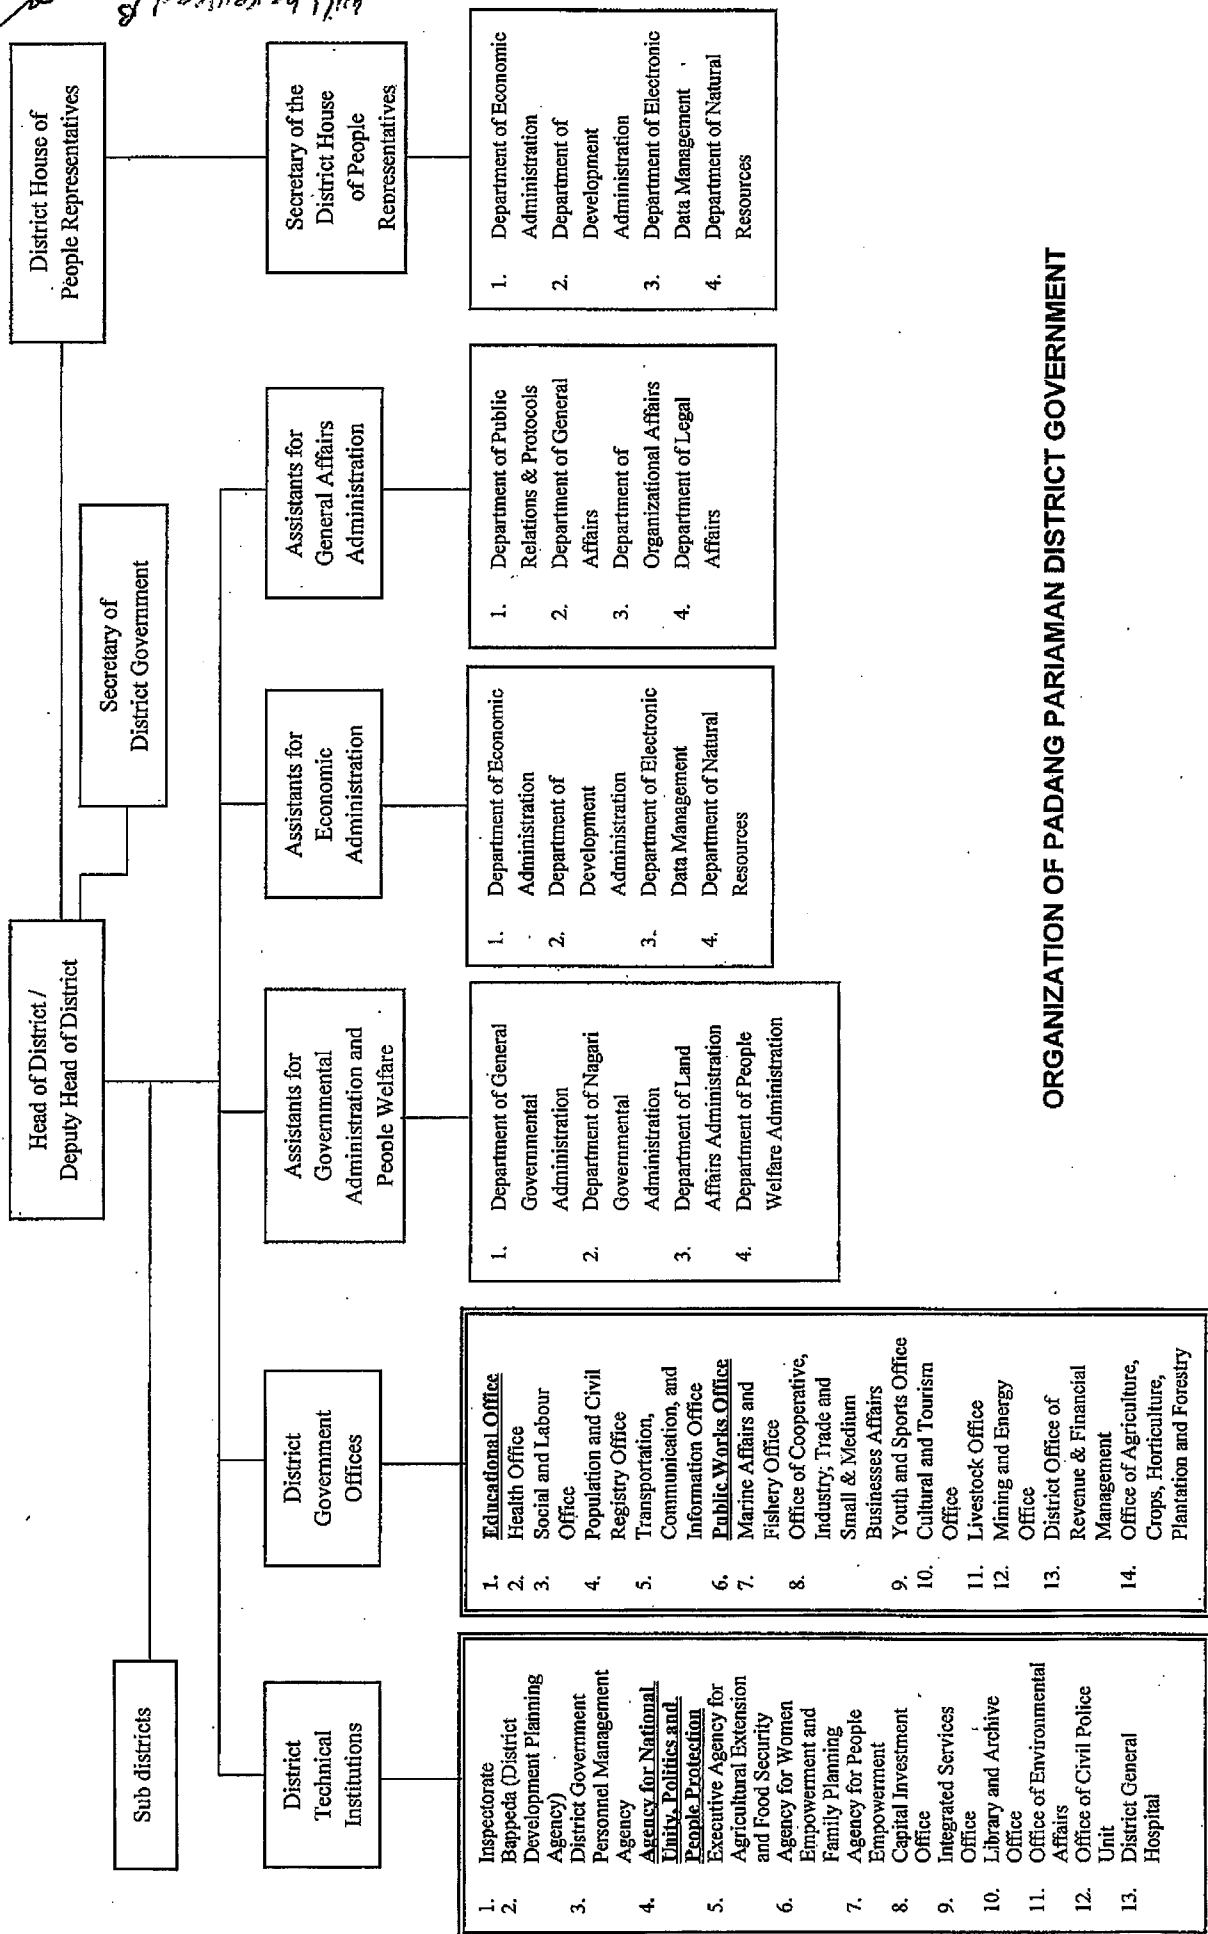 Head of District /
Deputy Head of District
District House of
People Representatives
Secretary of
District Government
Sub districts
District
Technical
Institutions
District
Government
Offices
Assistants for
Governmental
Administration and
People Welfare
Assistants for
Economic
Administration
Assistants for
General Affairs
Administration
Secretary of the
District House
of People
Representatives
1. Inspectorate
2. Bappeda (District
Development Planning
Agency)
3. District Government
Personnel Management
Agency
4. Agency for National
Unity, Politics and
People Protection
5. Executive Agency for
Agricultural Extension
and Food Security
6. Agency for Women
Empowerment and
Family Planning
7. Agency for People
Empowerment
8. Capital Investment
Office
9. Integrated Services
Office
10. Library and Archive
Office
11. Office of Environmental
Affairs
12. Office of Civil Police
Unit
13. District General
Hospital
1. Educational Office
2. Health Office
3. Social and Labour
Office
4. Population and Civil
Registry Office
5. Transportation,
Communication, and
Information Office
6. Public Works Office
7. Marine Affairs and
Fishery Office
8. Office of Cooperative,
Industry, Trade and
Small & Medium
Businesses Affairs
9. Youth and Sports Office
10. Cultural and Tourism
Office
11. Livestock Office
12. Mining and Energy
Office
13. District Office of
Revenue & Financial
Management
14. Office of Agriculture,
Crops, Horticulture,
Plantation and Forestry
1. Department of General
Governmental
Administration
2. Department of Nagari
Governmental
Administration
3. Department of Land
Affairs Administration
4. Department of People
Welfare Administration
1. Department of Economic
Administration
2. Department of
Development
Administration
3. Department of Electronic
Data Management
4. Department of Natural
Resources
1. Department of Public
Relations & Protocols
2. Department of General
Affairs
3. Department of
Organizational Affairs
4. Department of Legal
Affairs
1. Department of Economic
Administration
2. Department of
Development
Administration
3. Department of Electronic
Data Management
4. Department of Natural
Resources
ORGANIZATION OF PADANG PARIAMAN DISTRICT GOVERNMENT